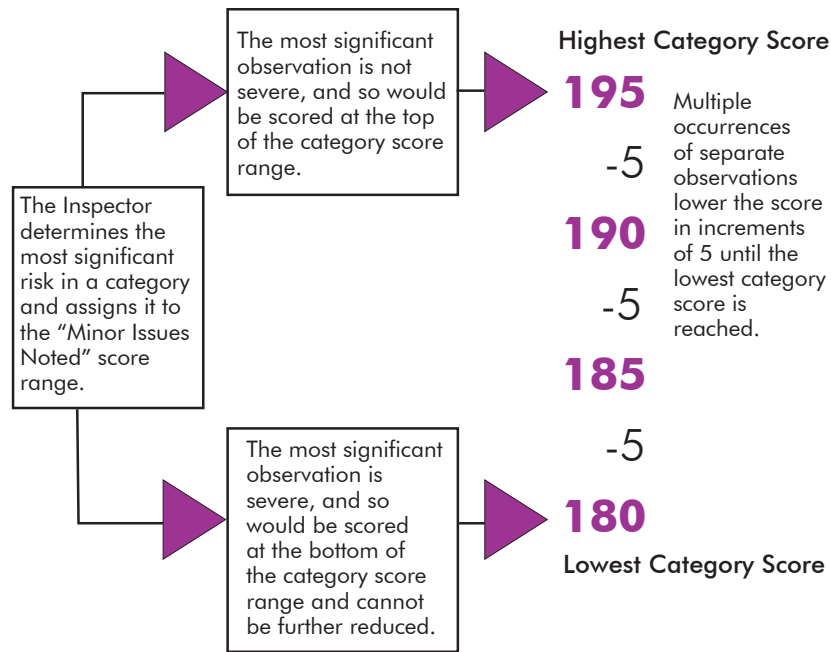 The Inspector
determines the
most significant
risk in a category
and assigns it to
the “Minor Issues
Noted” score
range.
The most significant
observation is not
severe, and so would
be scored at the top
of the category score
range.
The most significant
observation is
severe, and so
would be scored
at the bottom of
the category score
range and cannot
be further reduced.
Highest Category Score
195
-5
190
-5
185
-5
180
Lowest Category Score
Multiple
occurrences
of separate
observations
lower the score
in increments
of 5 until the
lowest category
score is
reached.